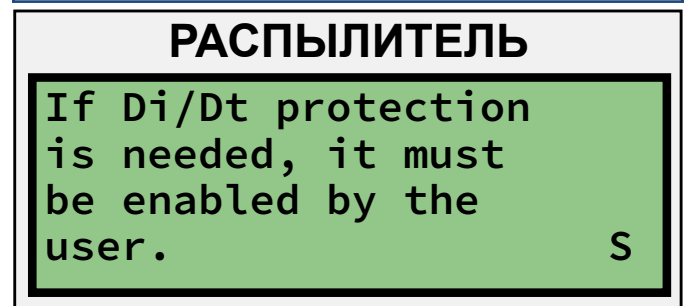 РАСПЫЛИТЕЛЬ
If Di/Dt protection
is needed, it must
be enabled by the
user. S